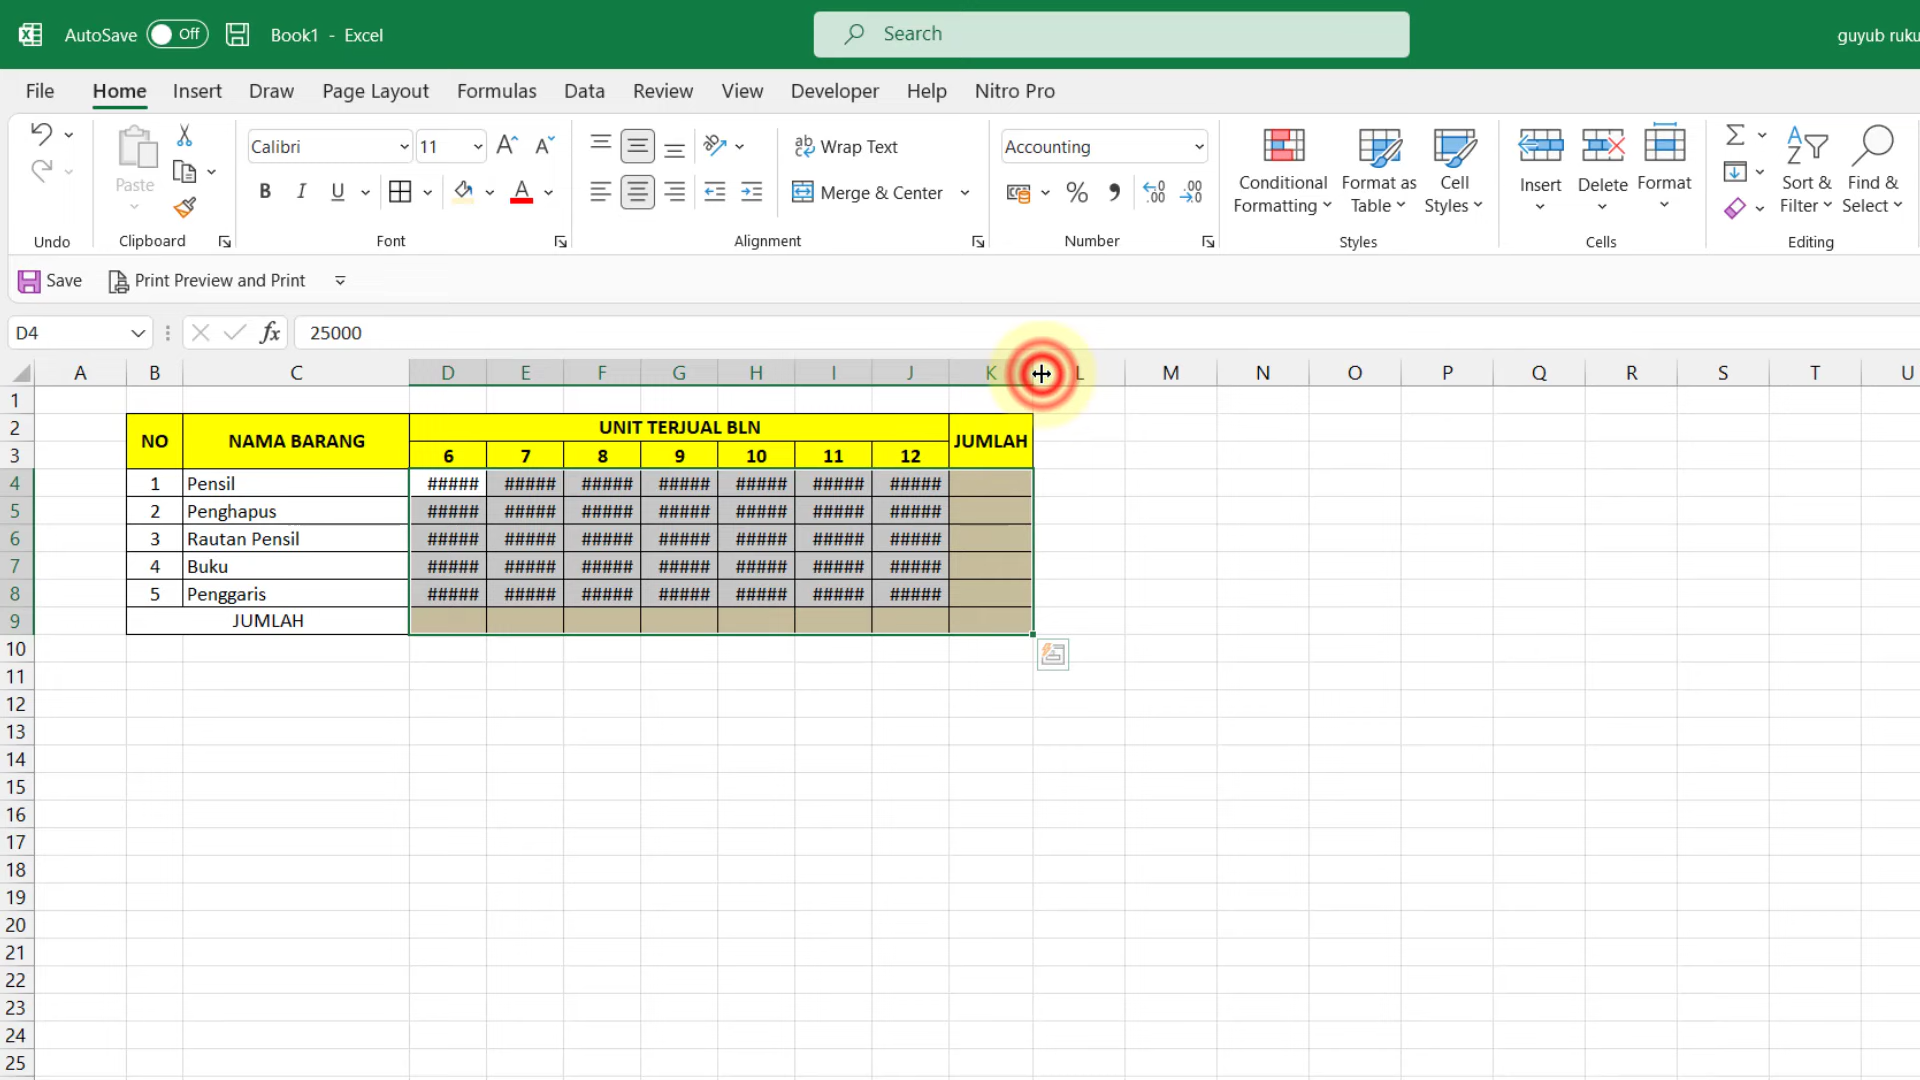 AutoSave Off Book1 - Excel Search guyub ruku
File Home Insert Draw Page Layout Formulas Data Review View Developer Help Nitro Pro
Calibri 11 Wrap Text Accounting
Paste B I U Merge & Center % , Conditional Formatting Format as Table Cell Styles Insert Delete Format Sort & Filter Find & Select
Undo Clipboard Font Alignment Number Styles Cells Editing
Save Print Preview and Print
D4 fx 25000
A B C D E F G H I J K L M N O P Q R S T U
1
2 NO NAMA BARANG UNIT TERJUAL BLN JUMLAH
3 6 7 8 9 10 11 12
4 1 Pensil ##### ##### ##### ##### ##### ##### #####
5 2 Penghapus ##### ##### ##### ##### ##### ##### #####
6 3 Rautan Pensil ##### ##### ##### ##### ##### ##### #####
7 4 Buku ##### ##### ##### ##### ##### ##### #####
8 5 Penggaris ##### ##### ##### ##### ##### ##### #####
9 JUMLAH
10
11
12
13
14
15
16
17
18
19
20
21
22
23
24
25